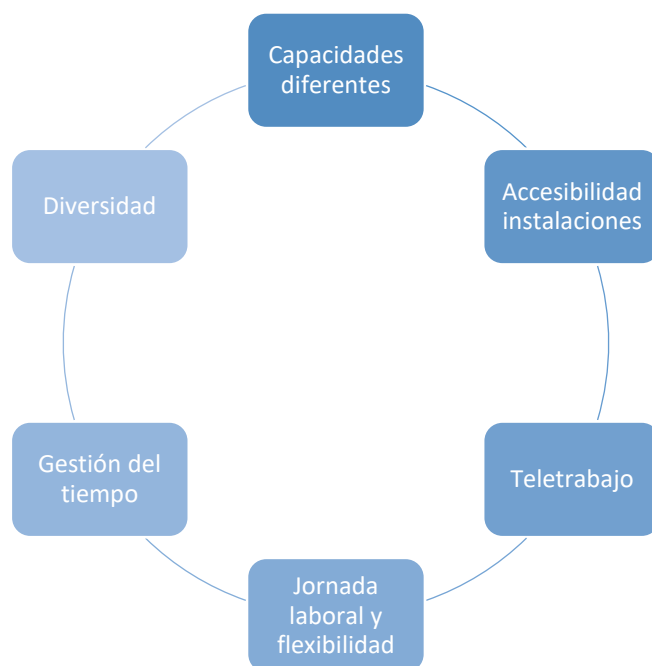 Capacidades
diferentes
Accesibilidad
instalaciones
Teletrabajo
Jornada
laboral y
flexibilidad
Gestión del
tiempo
Diversidad